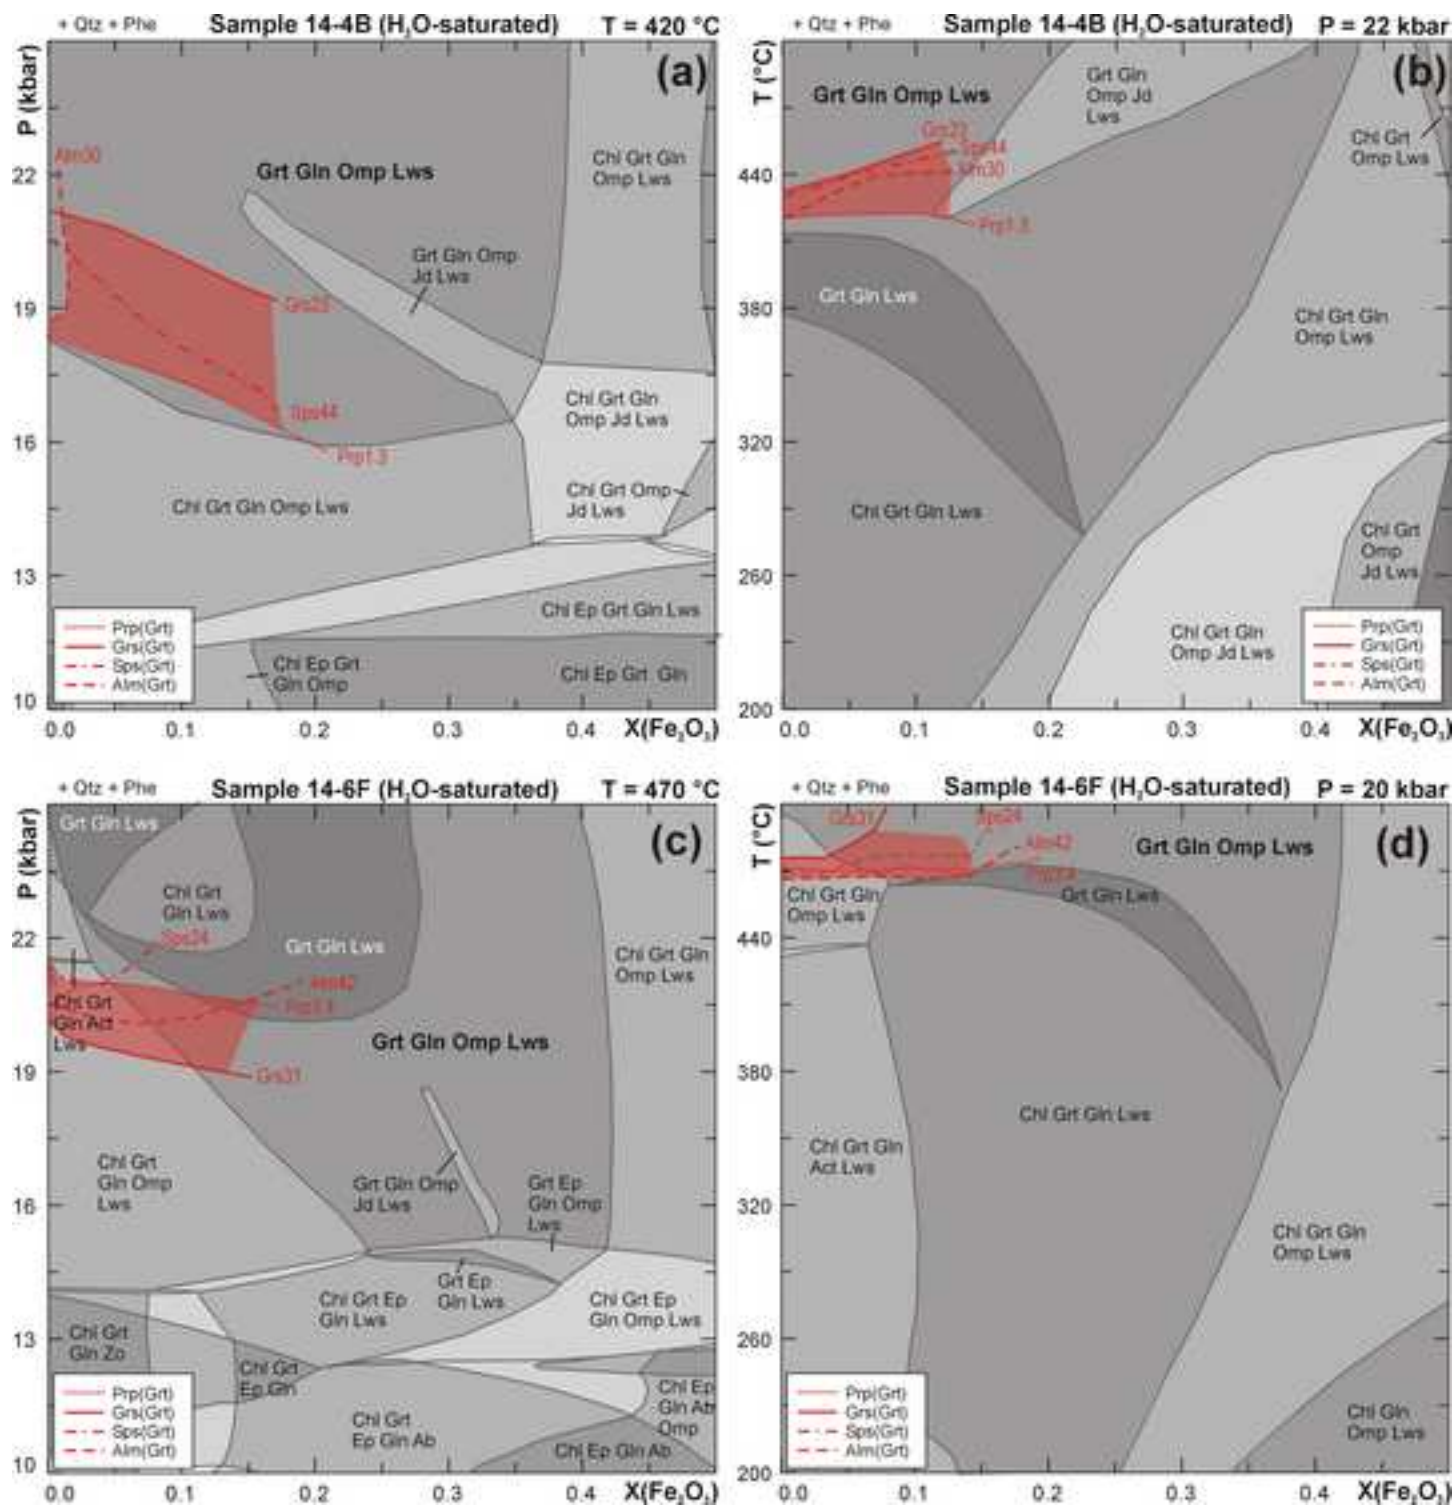 + Qtz + Phe Sample 14-4B (H₂O-saturated) T = 420 °C
P (kbar)
(a)
Alm30
22
19
16
13
10
Grt Gln Omp Lws
Chl Grt Gln
Omp Lws
Grt Gln Omp
Jd Lws
Sps44
Prp1.3
Chl Grt Gln
Omp Jd Lws
Chl Grt Omp
Jd Lws
Chl Grt Gln Omp Lws
Chl Ep Grt Gln Lws
Chl Ep Grt
Gln Omp
Chl Ep Grt Gln
Prp(Grt)
Grs(Grt)
Sps(Grt)
Alm(Grt)
0.0 0.1 0.2 0.3 0.4 X(Fe₂O₃)
+ Qtz + Phe Sample 14-4B (H₂O-saturated) P = 22 kbar
T (°C)
(b)
440
380
320
260
200
Grt Gln Omp Lws
Grt Gln
Omp Jd
Lws
Chl Grt
Omp Lws
Sps44
Alm30
Prp1.3
Grt Gln Lws
Chl Grt Gln
Omp Lws
Chl Grt Gln Lws
Chl Grt
Omp
Jd Lws
Chl Grt Gln
Omp Jd Lws
Prp(Grt)
Grs(Grt)
Sps(Grt)
Alm(Grt)
0.0 0.1 0.2 0.3 0.4 X(Fe₂O₃)
+ Qtz + Phe Sample 14-6F (H₂O-saturated) T = 470 °C
P (kbar)
(c)
22
19
16
13
10
Grt Gln Lws
Chl Grt
Gln Lws
Sps24
Grt Gln Lws
Chl Grt Gln
Omp Lws
Alm42
Chl Grt
Gln Act
Lws
Grt Gln Omp Lws
Grs31
Chl Grt
Gln Omp
Lws
Grt Gln Omp
Jd Lws
Grt Ep
Gln Omp
Lws
Grt Ep
Gln Lws
Chl Grt Ep
Gln Lws
Chl Grt Ep
Gln Omp Lws
Chl Grt
Gln Zo
Chl Grt
Ep Gln
Chl Grt
Ep Gln Ab
Chl Ep
Gln Ab
Omp
Chl Ep Gln Ab
Prp(Grt)
Grs(Grt)
Sps(Grt)
Alm(Grt)
0.0 0.1 0.2 0.3 0.4 X(Fe₂O₃)
+ Qtz + Phe Sample 14-6F (H₂O-saturated) P = 20 kbar
T (°C)
(d)
440
380
320
260
200
Grs31
Sps24
Alm42
Grt Gln Omp Lws
Grt Gln Lws
Chl Grt Gln
Omp Lws
Chl Grt Gln Lws
Chl Grt Gln
Act Lws
Chl Grt Gln
Omp Lws
Chl Gln
Omp Lws
Prp(Grt)
Grs(Grt)
Sps(Grt)
Alm(Grt)
0.0 0.1 0.2 0.3 0.4 X(Fe₂O₃)